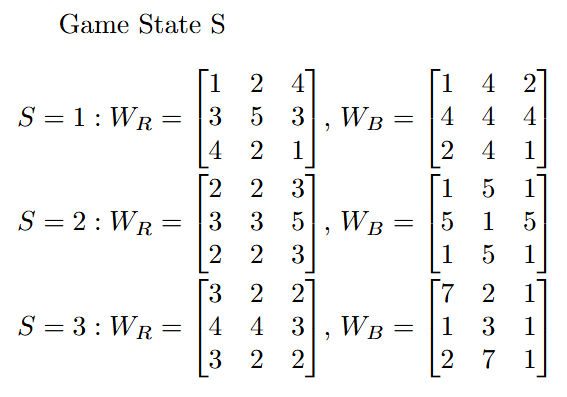 Game State S
S = 1 : W_R = [1 2 4; 3 5 3; 4 2 1], W_B = [1 4 2; 4 4 4; 2 4 1]
S = 2 : W_R = [2 2 3; 3 3 5; 2 2 3], W_B = [1 5 1; 5 1 5; 1 5 1]
S = 3 : W_R = [3 2 2; 4 4 3; 3 2 2], W_B = [7 2 1; 1 3 1; 2 7 1]